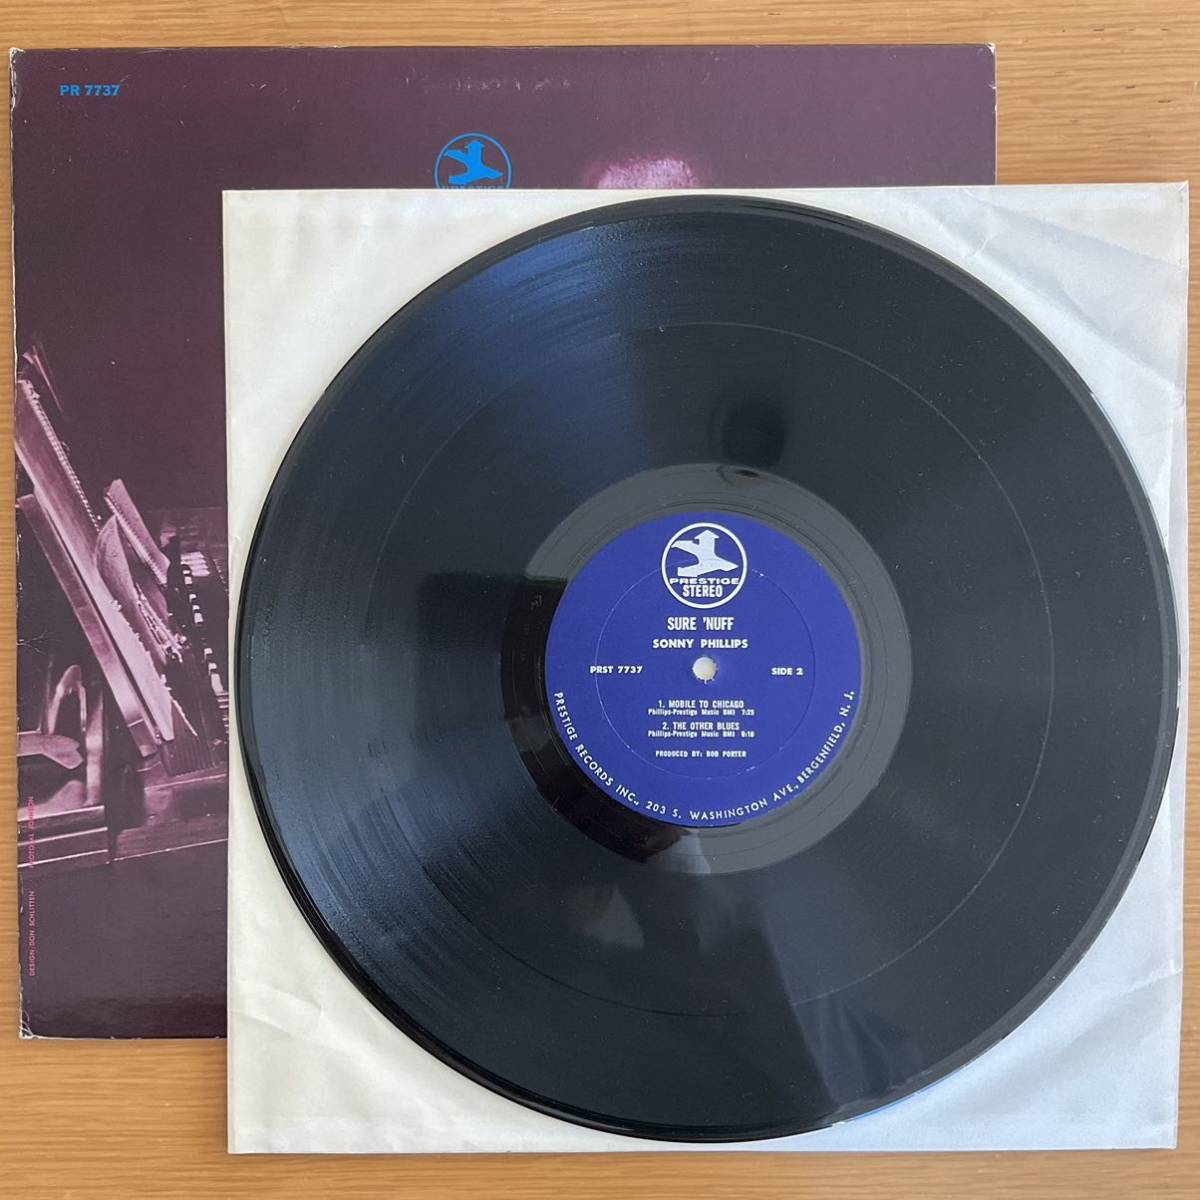 PR 7737
PRESTIGE
PRESTIGE
STEREO
SURE 'NUFF
SONNY PHILLIPS
PRST 7737
SIDE 2
1. MOBILE TO CHICAGO
Phillips-Prestige Music BMI 7:25
2. THE OTHER BLUES
Phillips-Prestige Music BMI
PRODUCED BY: BOB PORTER
PRESTIGE RECORDS INC., 203 S. WASHINGTON AVE., BERGENFIELD, N. J.
DESIGN: DON SCHLITTEN